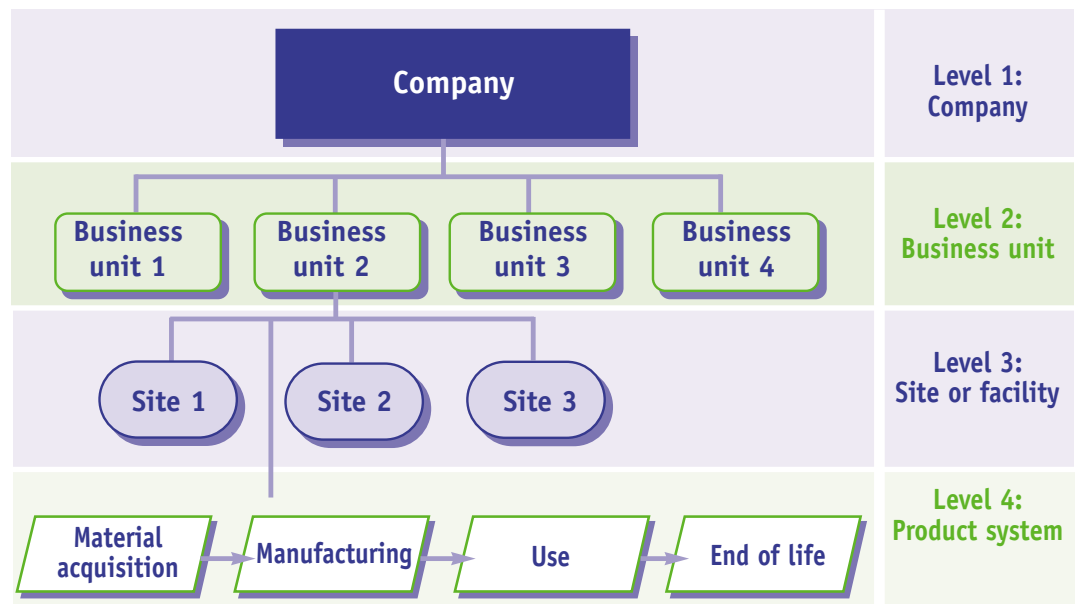 Company
Level 1:
Company
Business
unit 1
Business
unit 2
Business
unit 3
Business
unit 4
Level 2:
Business unit
Site 1
Site 2
Site 3
Level 3:
Site or facility
Material
acquisition
Manufacturing
Use
End of life
Level 4:
Product system